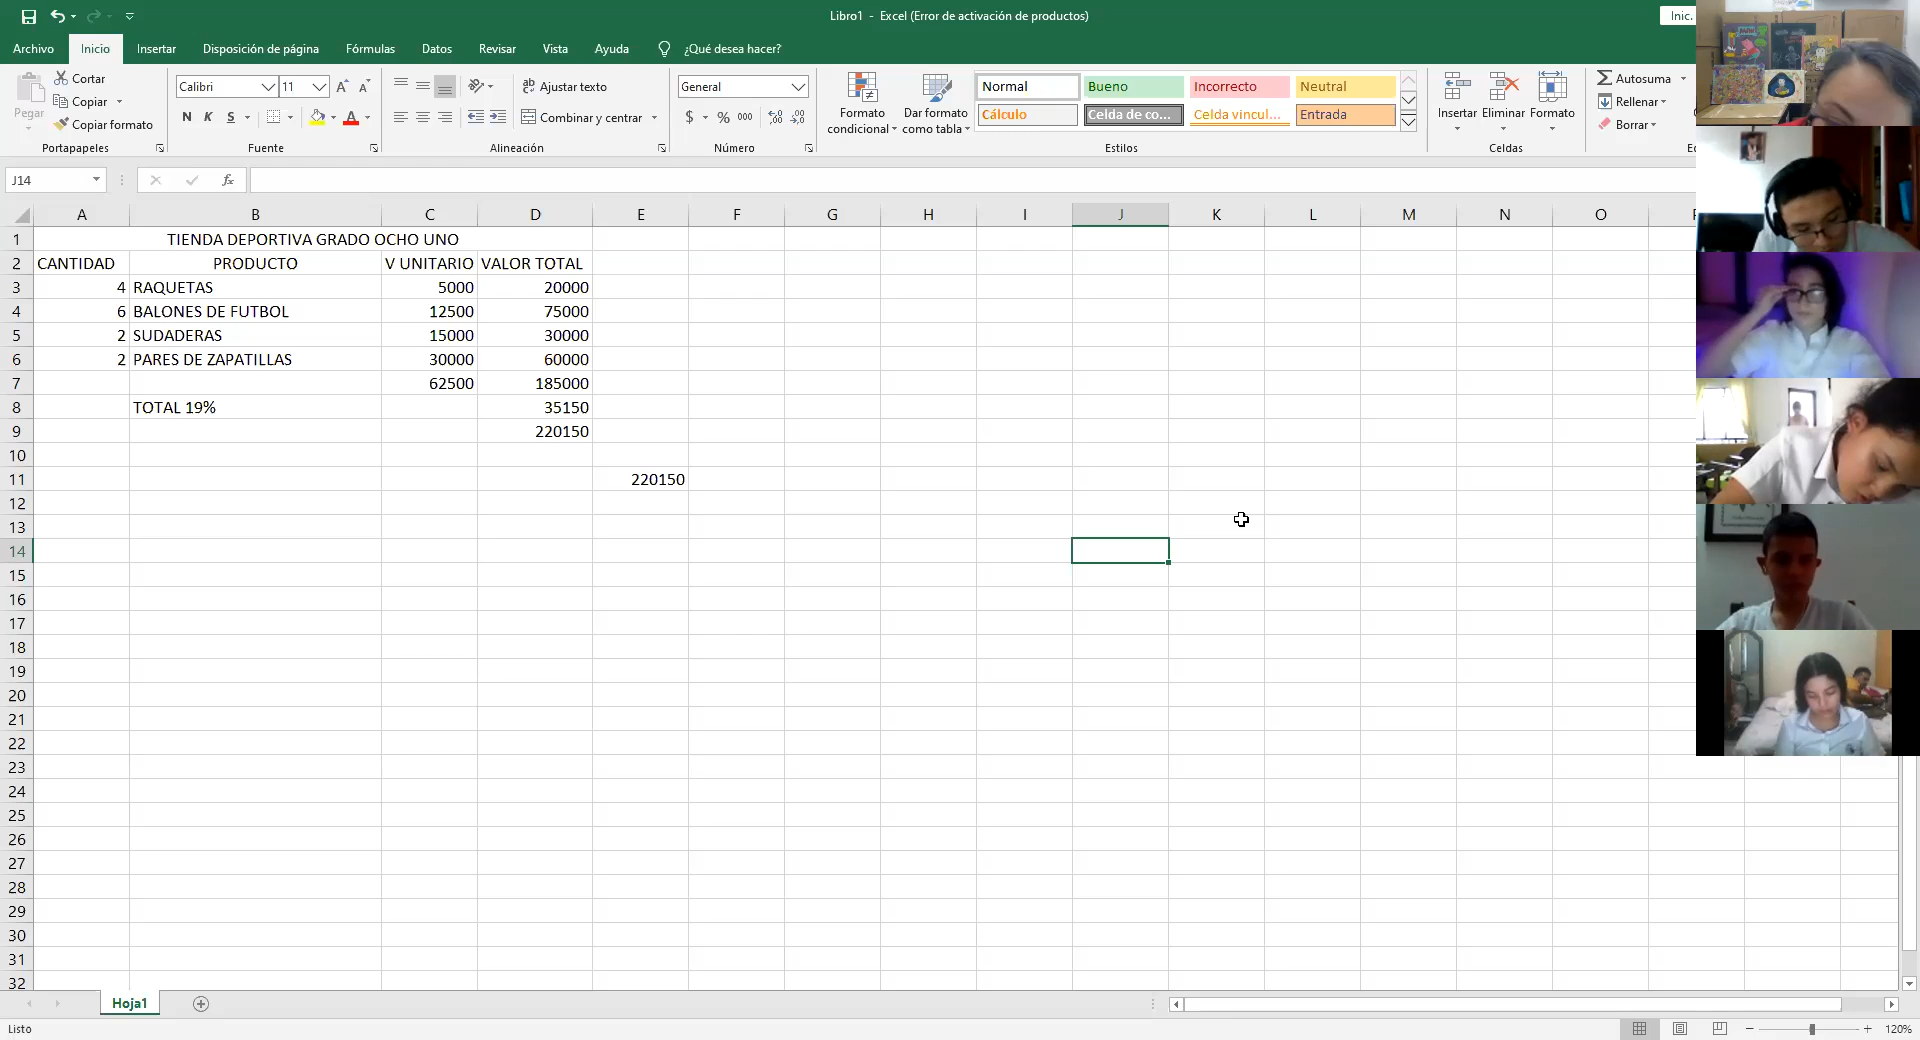 Libro1 - Excel (Error de activación de productos)
Inic.
Archivo Inicio Insertar Disposición de página Fórmulas Datos Revisar Vista Ayuda ¿Qué desea hacer?
Pegar
Cortar
Copiar
Copiar formato
Portapapeles
Calibri 11
N K S
Fuente
Ajustar texto
Combinar y centrar
Alineación
General
$ % 000
Número
Formato condicional
Dar formato como tabla
Normal Bueno Incorrecto Neutral
Cálculo Celda de co... Celda vincul... Entrada
Estilos
Insertar Eliminar Formato
Celdas
Autosuma
Rellenar
Borrar
J14
fx
A B C D E F G H I J K L M N O
1 TIENDA DEPORTIVA GRADO OCHO UNO
2 CANTIDAD PRODUCTO V UNITARIO VALOR TOTAL
3 4 RAQUETAS 5000 20000
4 6 BALONES DE FUTBOL 12500 75000
5 2 SUDADERAS 15000 30000
6 2 PARES DE ZAPATILLAS 30000 60000
7 62500 185000
8 TOTAL 19% 35150
9 220150
10
11 220150
12
13
14
15
16
17
18
19
20
21
22
23
24
25
26
27
28
29
30
31
32
Hoja1
Listo
120%